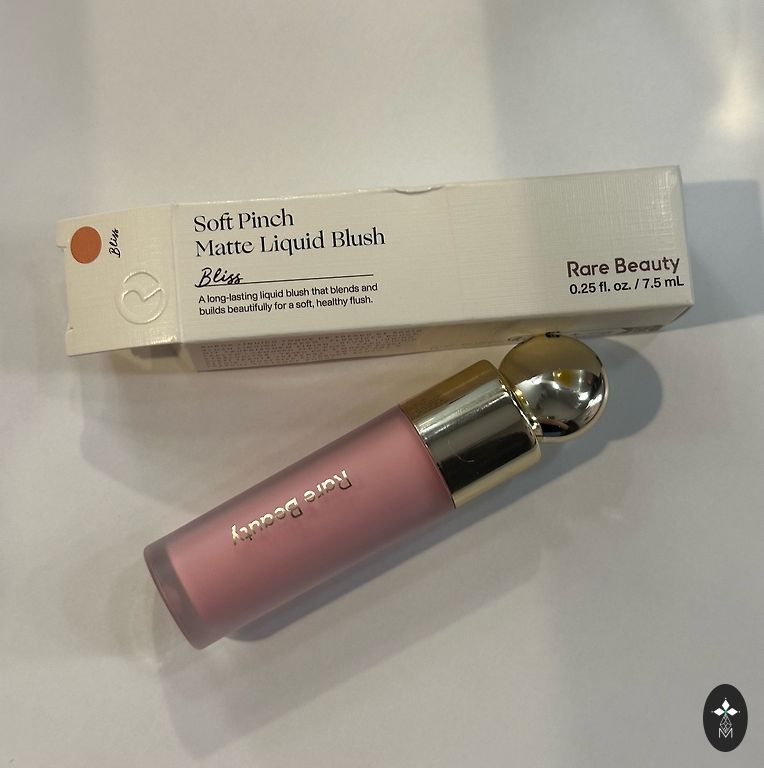 Bliss
Soft Pinch
Matte Liquid Blush
Bliss
A long-lasting liquid blush that blends and
builds beautifully for a soft, healthy flush.
Rare Beauty
0.25 fl. oz. / 7.5 mL
Rare Beauty
M